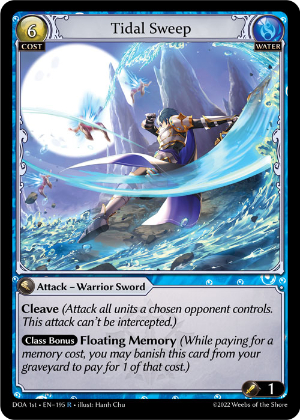 Tidal Sweep
6
COST
WATER
Attack – Warrior Sword
Cleave (Attack all units a chosen opponent controls.
This attack can't be intercepted.)
Class Bonus Floating Memory (While paying for
a memory cost, you may banish this card from
your graveyard to pay for 1 of that cost.)
1
DOA 1st • EN-195 R • illust: Hanh Chu
©2022 Weebs of the Shore